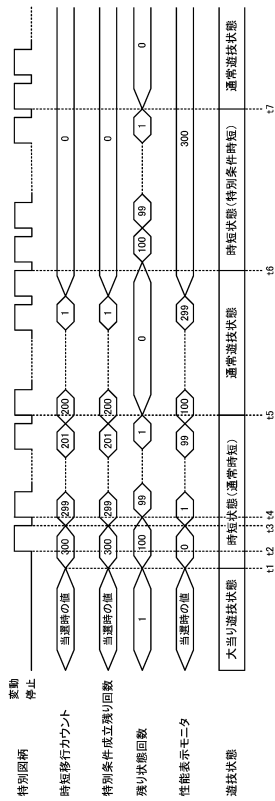 特別図柄 変動 停止
時短移行カウント 当選時の値 300 299 201 200 1 0
特別条件成立残り回数 当選時の値 300 299 201 200 1 0
残り状態回数 1 100 99 1 0 100 99 1 0
性能表示モニタ 当選時の値 0 1 99 100 299 300
遊技状態 大当り遊技状態 時短状態(通常時短) 通常遊技状態 時短状態(特別条件時短) 通常遊技状態
t1 t2 t3 t4 t5 t6 t7